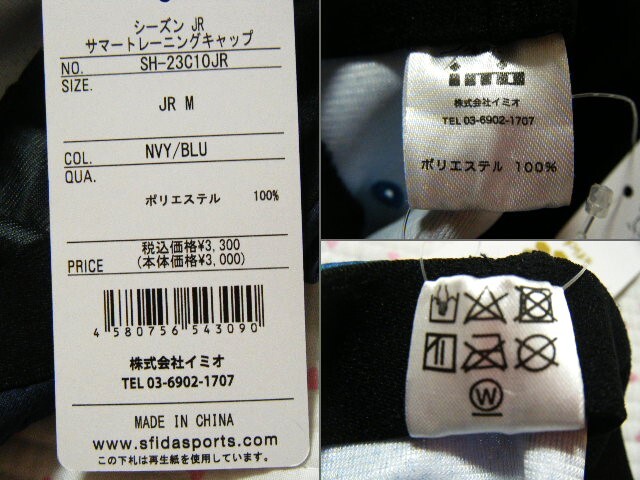 シーズン JR
サマートレーニングキャップ
NO. SH-23C10JR
SIZE.
JR M
COL. NVY/BLU
QUA.
ポリエステル 100%
税込価格¥3,300
PRICE (本体価格¥3,000)
4 580756 543090
株式会社イミオ
TEL 03-6902-1707
MADE IN CHINA
www.sfidasports.com
この下札は再生紙を使用しています。
imio
株式会社イミオ
TEL 03-6902-1707
ポリエステル 100%
W